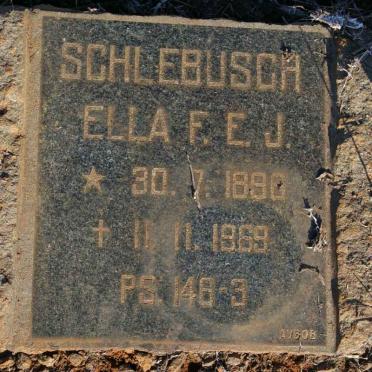 SCHLEBUSCH
ELLA F. E. J.
★ 30. 7. 1890
✝ 11. 11. 1969
PS. 148-3